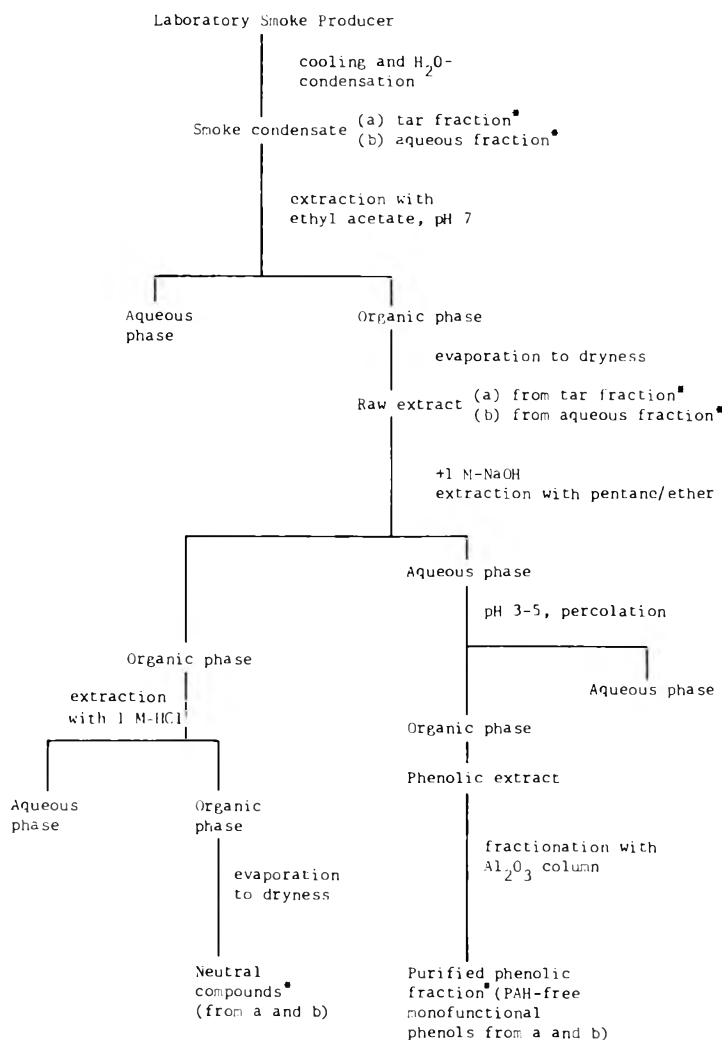 Laboratory Smoke Producer
cooling and H2O-
condensation
Smoke condensate (a) tar fraction*
(b) aqueous fraction*
extraction with
ethyl acetate, pH 7
Aqueous
phase
Organic phase
evaporation to dryness
Raw extract (a) from tar fraction*
(b) from aqueous fraction*
+1 M-NaOH
extraction with pentane/ether
Aqueous phase
pH 3-5, percolation
Organic phase
Aqueous phase
extraction
with 1 M-HCl
Organic phase
Phenolic extract
Aqueous
phase
Organic
phase
fractionation with
Al2O3 column
evaporation
to dryness
Neutral
compounds*
(from a and b)
Purified phenolic
fraction* (PAH-free
monofunctional
phenols from a and b)